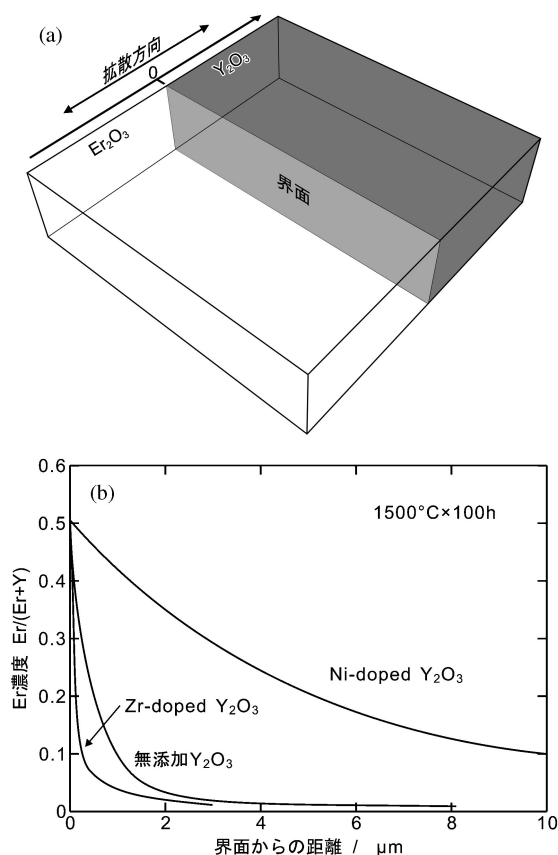 (a)
拡散方向
0
Y₂O₃
Er₂O₃
界面
(b)
1500°C×100h
Er濃度 Er/(Er+Y)
0.6
0.5
0.4
0.3
0.2
0.1
0
Ni-doped Y₂O₃
Zr-doped Y₂O₃
無添加Y₂O₃
0 2 4 6 8 10
界面からの距離 / μm